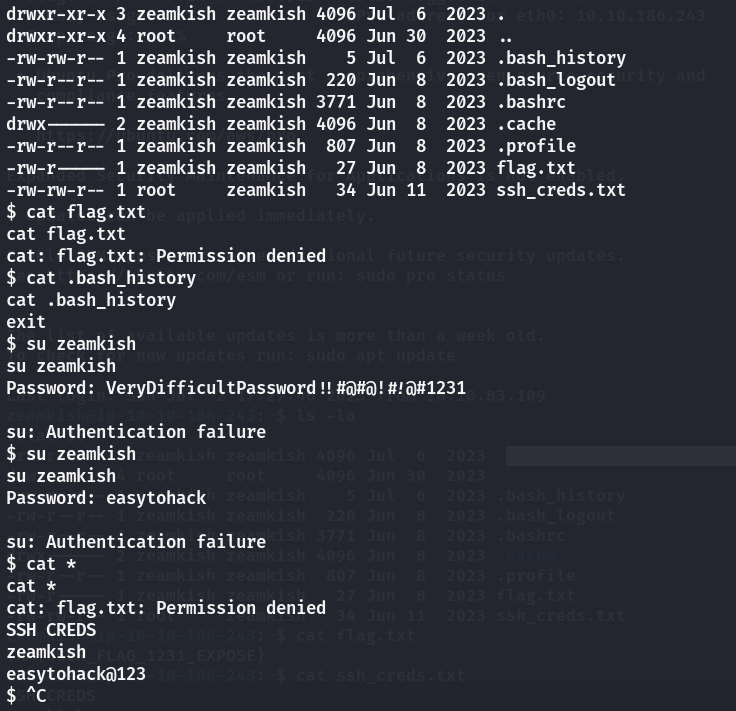 drwxr-xr-x 3 zeamkish zeamkish 4096 Jul  6  2023 .
drwxr-xr-x 4 root     root     4096 Jun 30  2023 ..
-rw-rw-r-- 1 zeamkish zeamkish    5 Jul  6  2023 .bash_history
-rw-r--r-- 1 zeamkish zeamkish  220 Jun  8  2023 .bash_logout
-rw-r--r-- 1 zeamkish zeamkish 3771 Jun  8  2023 .bashrc
drwx------ 2 zeamkish zeamkish 4096 Jun  8  2023 .cache
-rw-r--r-- 1 zeamkish zeamkish  807 Jun  8  2023 .profile
-rw-r----- 1 zeamkish zeamkish   27 Jun  8  2023 flag.txt
-rw-rw-r-- 1 root     zeamkish   34 Jun 11  2023 ssh_creds.txt
$ cat flag.txt
cat flag.txt
cat: flag.txt: Permission denied
$ cat .bash_history
cat .bash_history
exit
$ su zeamkish
su zeamkish
Password: VeryDifficultPassword!!#@#@!#!@#1231
su: Authentication failure
$ su zeamkish
su zeamkish
Password: easytohack
su: Authentication failure
$ cat *
cat *
cat: flag.txt: Permission denied
SSH CREDS
zeamkish
easytohack@123
$ ^C